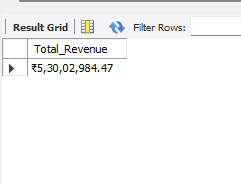 Result Grid Filter Rows:
Total_Revenue
₹5,30,02,984.47